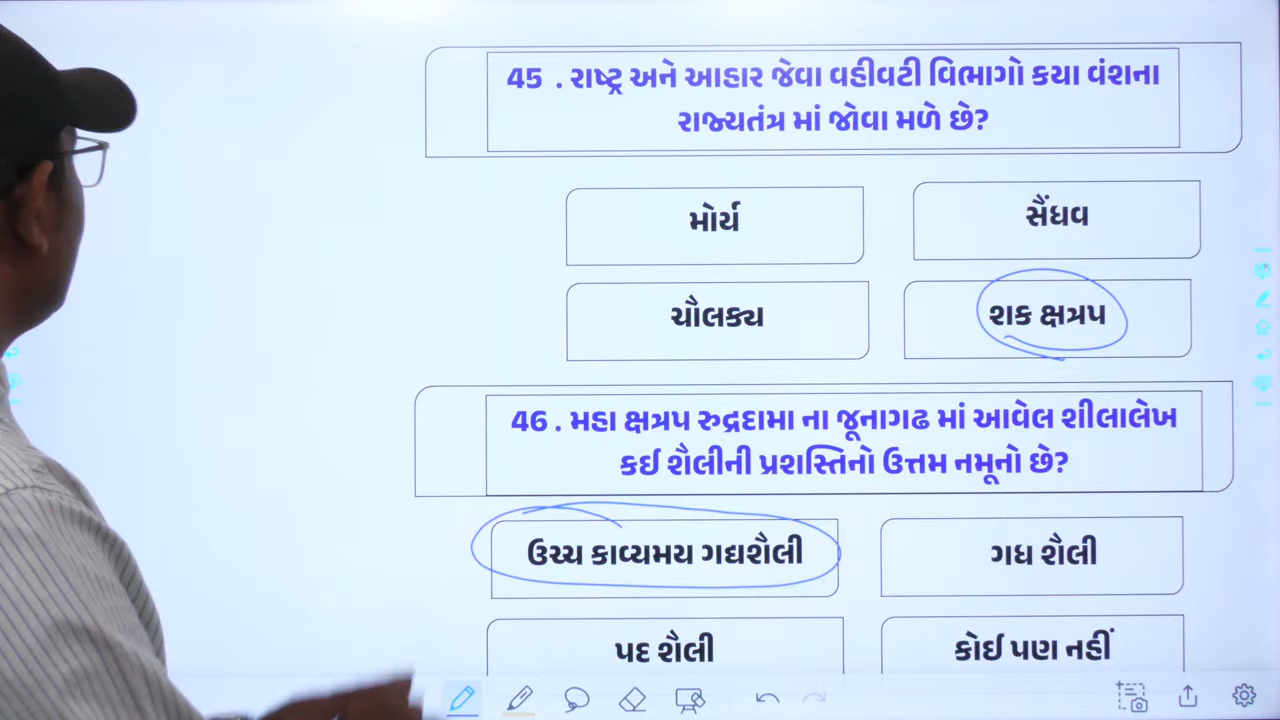 45 . રાષ્ટ્ર અને આહાર જેવા વહીવટી વિભાગો કયા વંશના
રાજ્યતંત્ર માં જોવા મળે છે?
મોર્ય
સૈંધવ
ચૌલક્ય
શક ક્ષત્રપ
46 . મહા ક્ષત્રપ રુદ્રદામા ના જૂનાગઢ માં આવેલ શીલાલેખ
કઈ શૈલીની પ્રશસ્તિનો ઉત્તમ નમૂનો છે?
ઉચ્ચ કાવ્યમય ગદ્યશૈલી
ગધ શૈલી
પદ શૈલી
કોઈ પણ નહીં